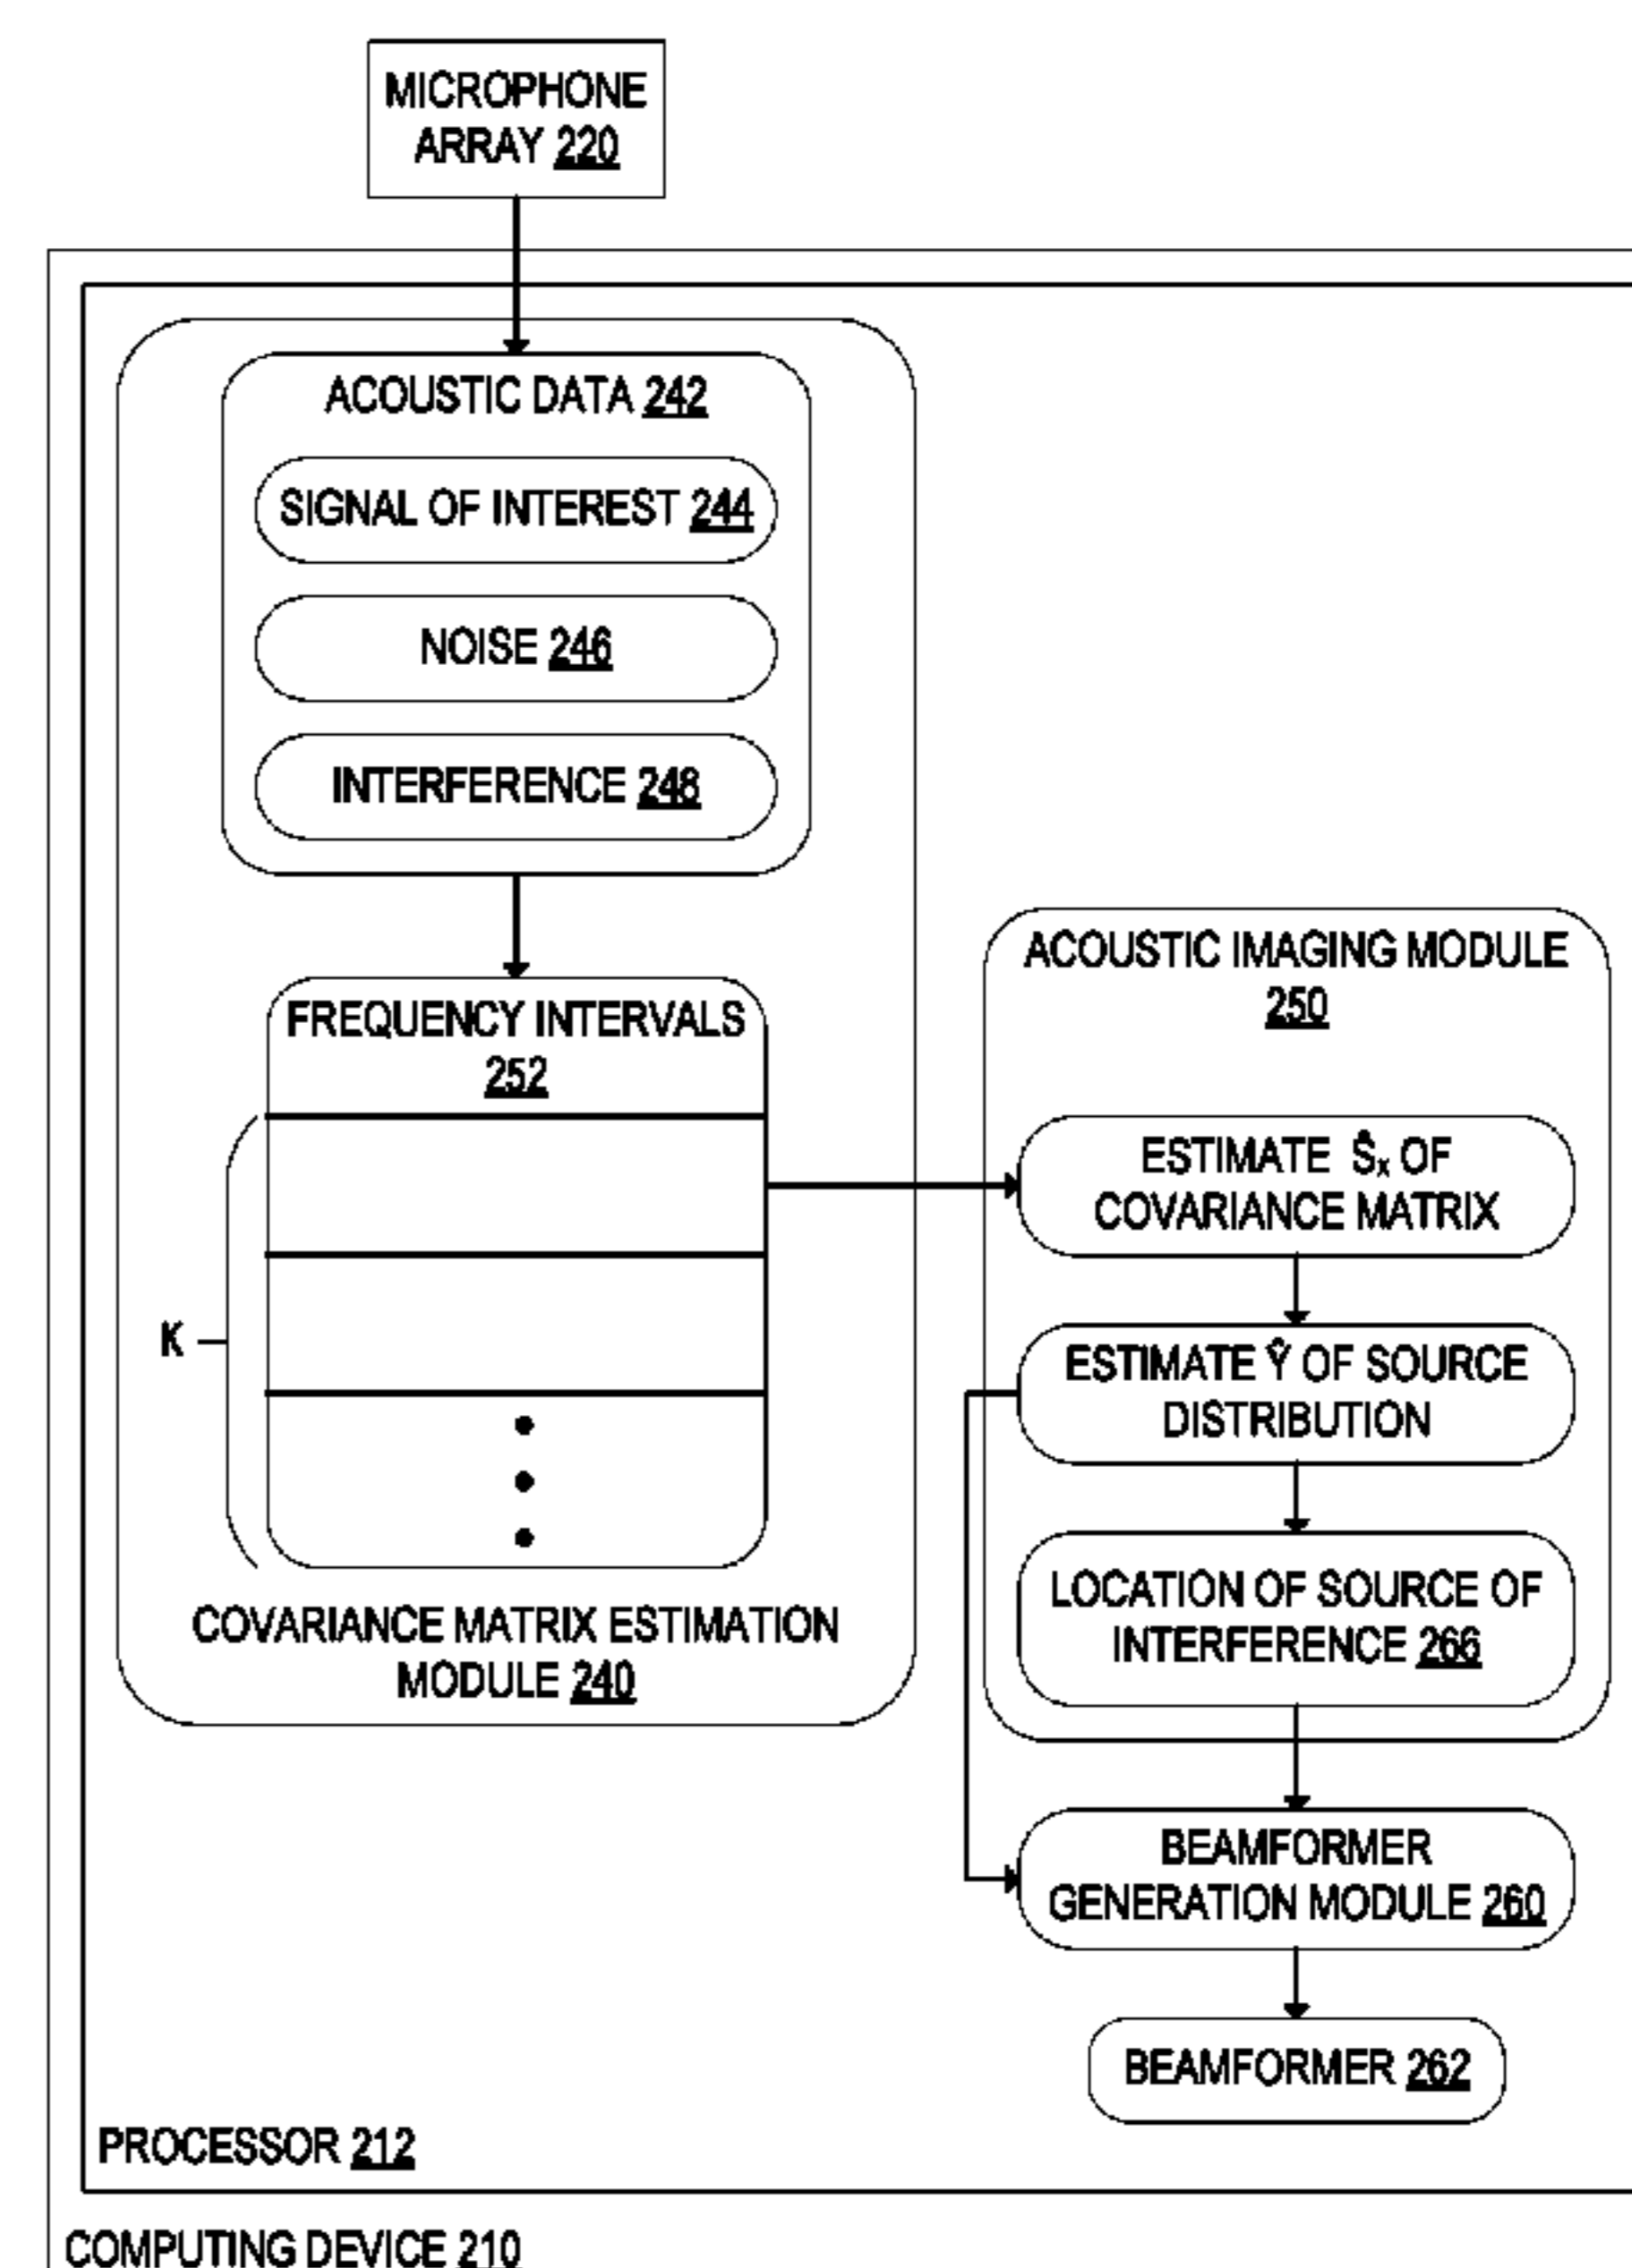 MICROPHONE
ARRAY 220
ACOUSTIC DATA 242
SIGNAL OF INTEREST 244
NOISE 246
INTERFERENCE 248
FREQUENCY INTERVALS
252
K
COVARIANCE MATRIX ESTIMATION
MODULE 240
ACOUSTIC IMAGING MODULE
250
ESTIMATE Ŝₓ OF
COVARIANCE MATRIX
ESTIMATE Ŷ OF SOURCE
DISTRIBUTION
LOCATION OF SOURCE OF
INTERFERENCE 266
BEAMFORMER
GENERATION MODULE 260
BEAMFORMER 262
PROCESSOR 212
COMPUTING DEVICE 210